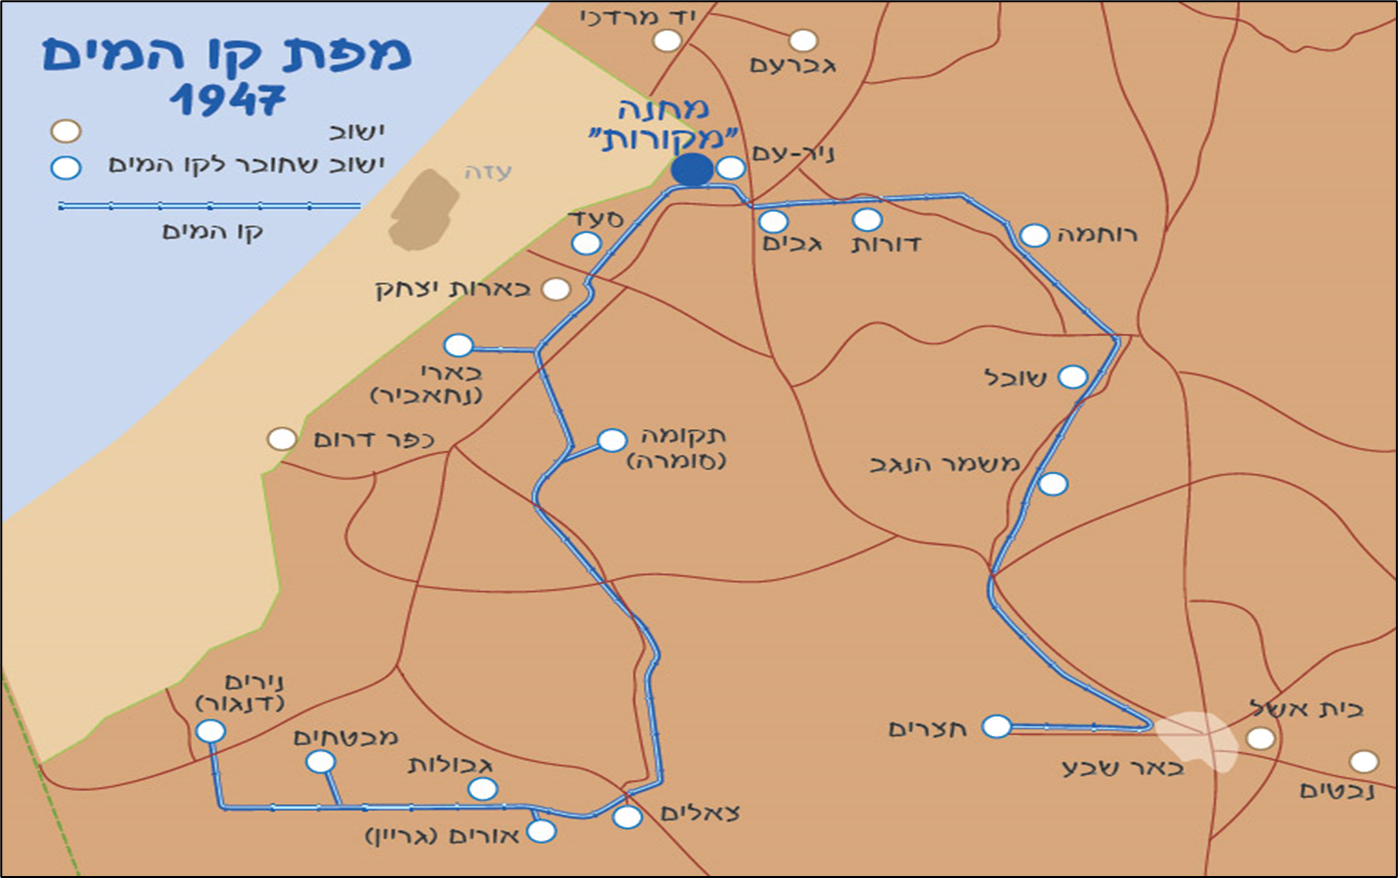 מפת קו המים
1947
ישוב
ישוב שחובר לקו המים
קו המים
יד מרדכי
גברעם
מחנה
"מקורות"
ניר-עם
עזה
סעד
גבים
דורות
רוחמה
בארות יצחק
בארי
(נחאביר)
שובל
כפר דרום
תקומה
(סומרה)
משמר הנגב
נירים
(דנגור)
מבטחים
גבולות
אורים (גריין)
צאלים
חצרים
באר שבע
בית אשל
נבטים